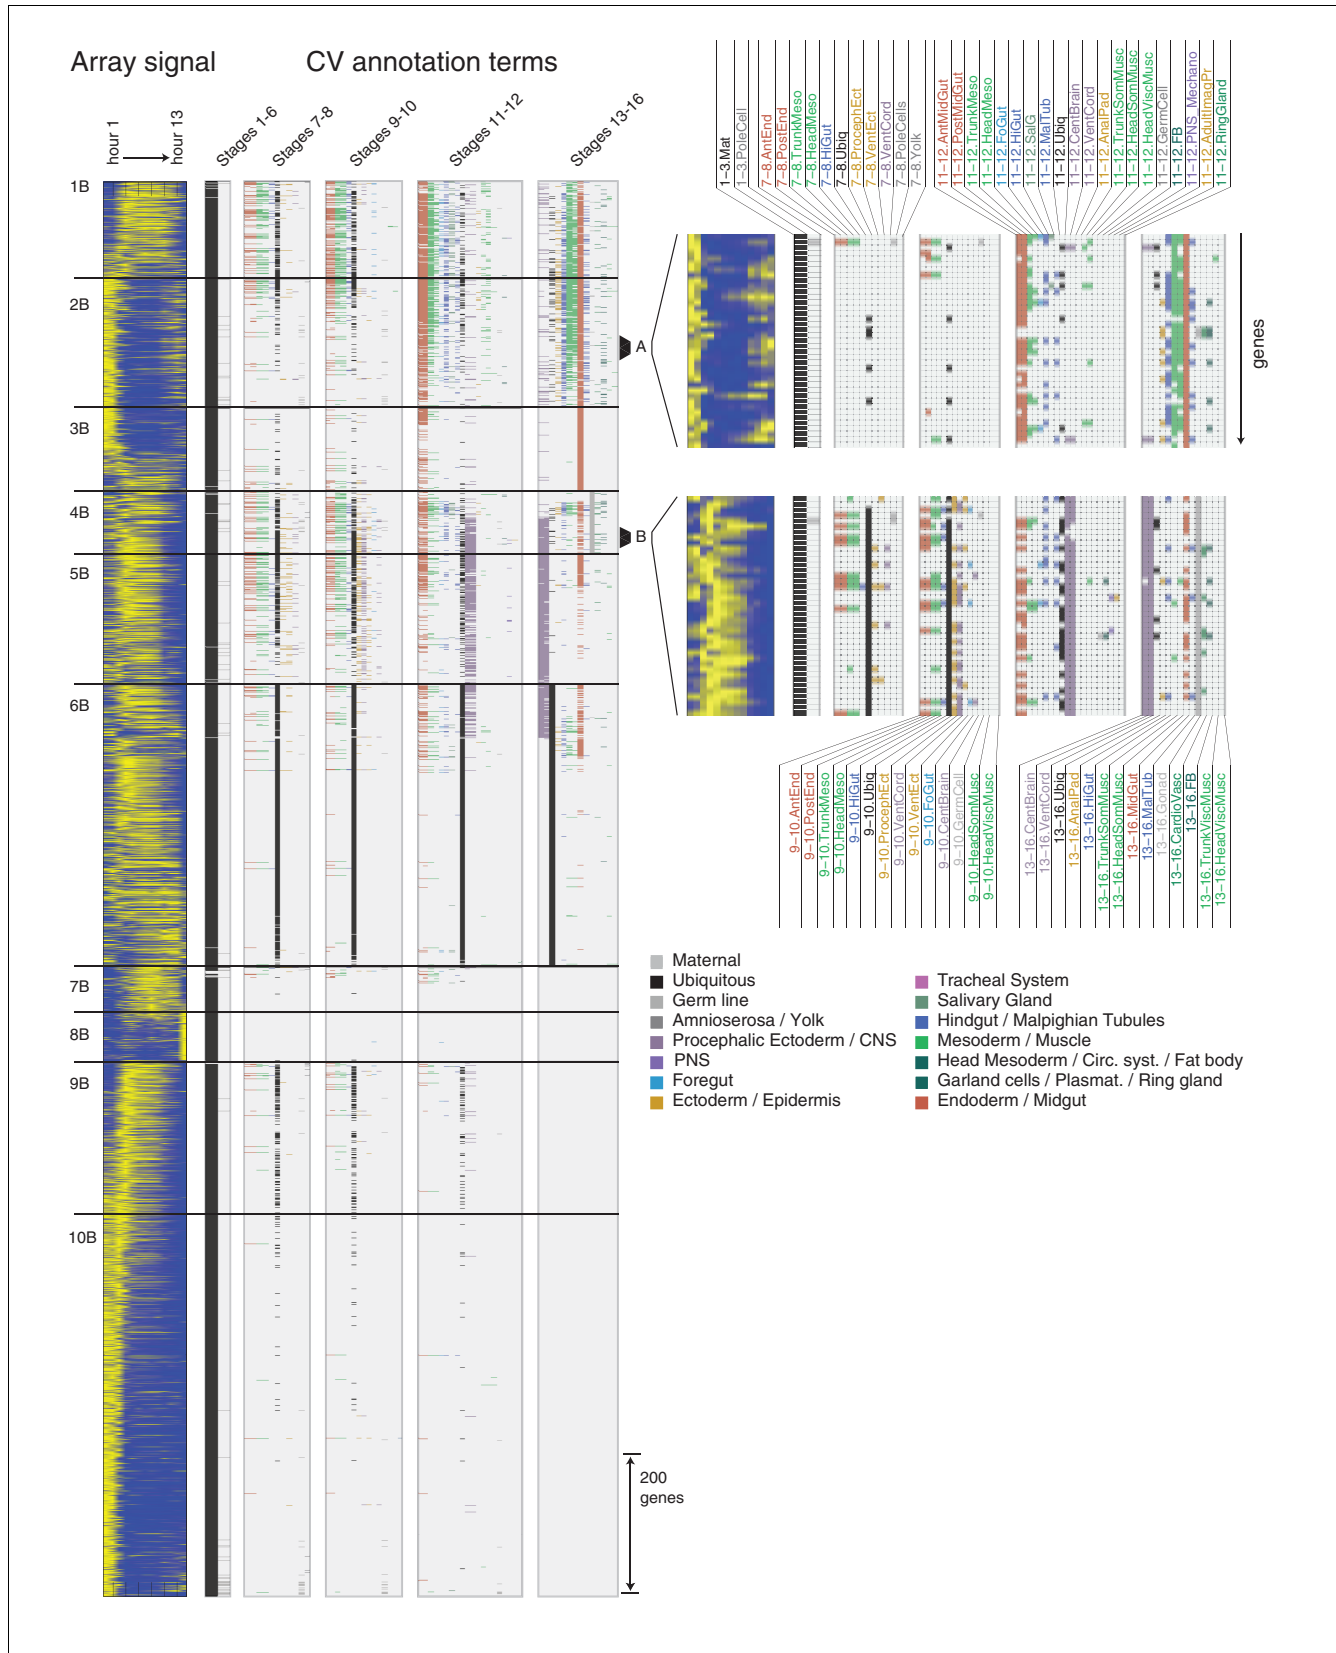 Array signal
CV annotation terms
hour 1
hour 13
Stages 1-6
Stages 7-8
Stages 9-10
Stages 11-12
Stages 13-16
1B
2B
3B
4B
5B
6B
7B
8B
9B
10B
A
B
200
genes
genes
1–3.Mat
1–3.PoleCell
7–8.AntEnd
7–8.PostEnd
7–8.TrunkMeso
7–8.HeadMeso
7–8.HiGut
7–8.Ubiq
7–8.ProcephEct
7–8.VentEct
7–8.VentCord
7–8.PoleCells
7–8.Yolk
11–12.AntMidGut
11–12.PostMidGut
11–12.TrunkMeso
11–12.HeadMeso
11–12.FoGut
11–12.HiGut
11–12.SalG
11–12.MalTub
11–12.Ubiq
11–12.CentBrain
11–12.VentCord
11–12.AnalPad
11–12.TrunkSomMusc
11–12.HeadSomMusc
11–12.HeadViscMusc
11–12.GermCell
11–12.FB
11–12.PNS_Mechano
11–12.AdultImagPr
11–12.RingGland
9–10.AntEnd
9–10.PostEnd
9–10.TrunkMeso
9–10.HeadMeso
9–10.HiGut
9–10.Ubiq
9–10.ProcephEct
9–10.VentCord
9–10.VentEct
9–10.FoGut
9–10.CentBrain
9–10.GermCell
9–10.HeadSomMusc
9–10.HeadViscMusc
13–16.CentBrain
13–16.VentCord
13–16.Ubiq
13–16.AnalPad
13–16.HiGut
13–16.TrunkSomMusc
13–16.HeadSomMusc
13–16.MidGut
13–16.MalTub
13–16.Gonad
13–16.CardioVasc
13–16.FB
13–16.TrunkViscMusc
13–16.HeadViscMusc
Maternal
Ubiquitous
Germ line
Amnioserosa / Yolk
Procephalic Ectoderm / CNS
PNS
Foregut
Ectoderm / Epidermis
Tracheal System
Salivary Gland
Hindgut / Malpighian Tubules
Mesoderm / Muscle
Head Mesoderm / Circ. syst. / Fat body
Garland cells / Plasmat. / Ring gland
Endoderm / Midgut